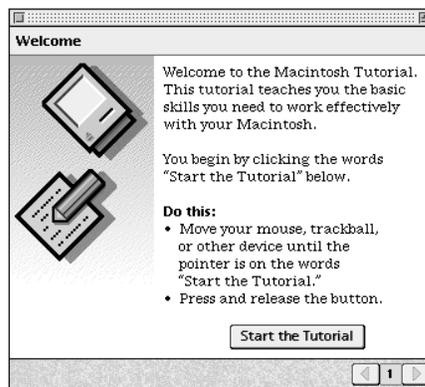 Welcome
Welcome to the Macintosh Tutorial.
This tutorial teaches you the basic
skills you need to work effectively
with your Macintosh.
You begin by clicking the words
“Start the Tutorial” below.
Do this:
• Move your mouse, trackball,
or other device until the
pointer is on the words
“Start the Tutorial.”
• Press and release the button.
Start the Tutorial
1